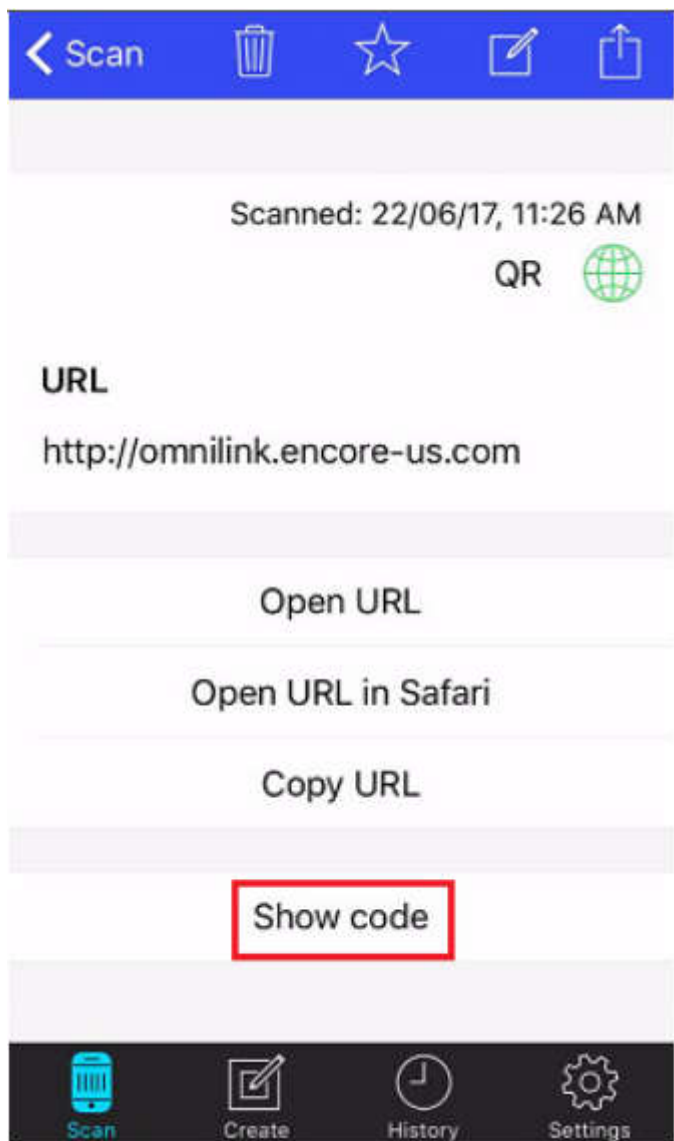 Scan
Scanned: 22/06/17, 11:26 AM
QR
URL
http://omnilink.encore-us.com
Open URL
Open URL in Safari
Copy URL
Show code
Scan Create History Settings